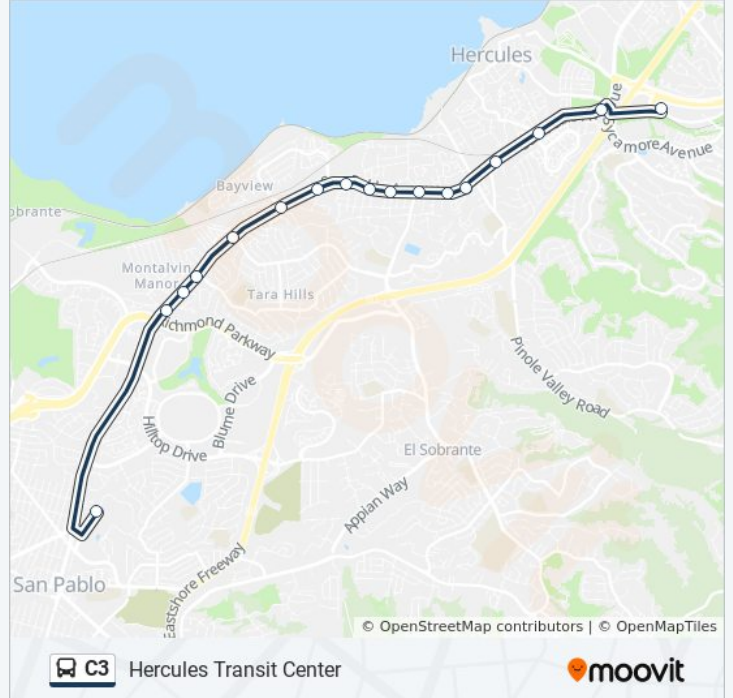 Hercules
ue
Sycamore Avenue
Bayview
obrante
Montalvin
Manor
Tara Hills
Richmond Parkway
Pinole Valley Road
Blume Drive
Hilltop Drive
El Sobrante
Appian Way
San Pablo
Eastshore Freeway
© OpenStreetMap contributors | © OpenMapTiles
C3 Hercules Transit Center
moovit